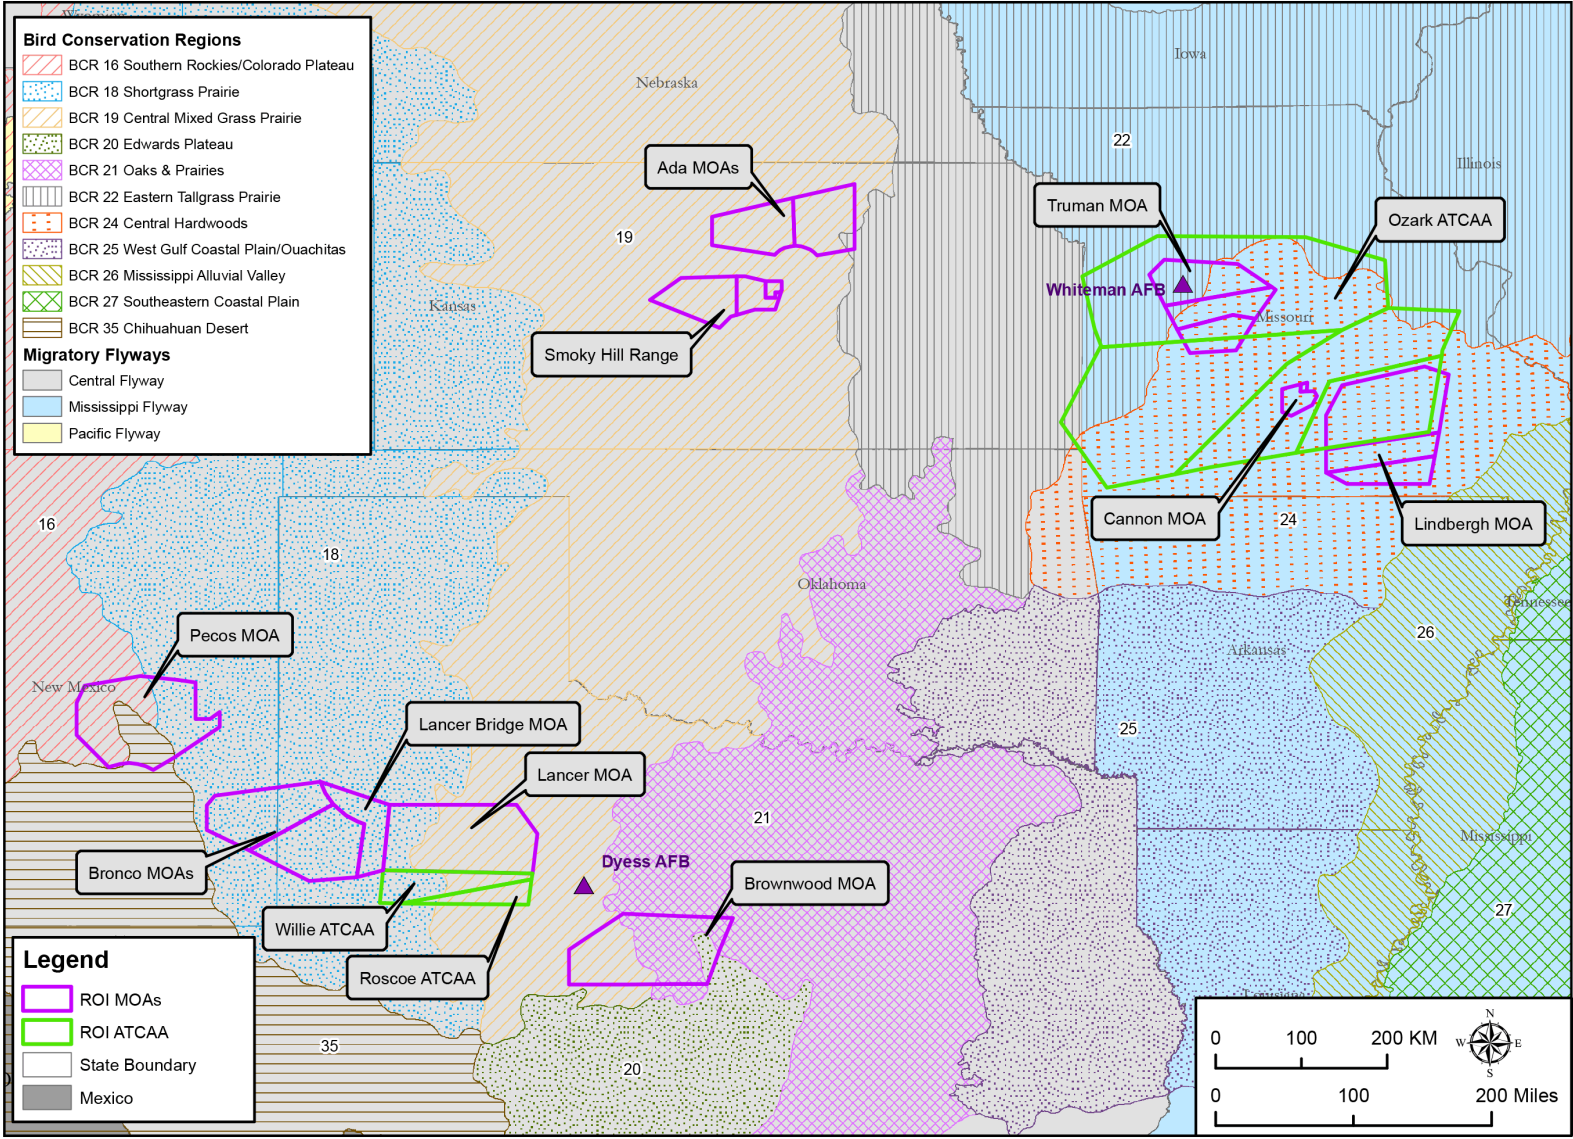 Wyoming
Bird Conservation Regions
BCR 16 Southern Rockies/Colorado Plateau
BCR 18 Shortgrass Prairie
BCR 19 Central Mixed Grass Prairie
BCR 20 Edwards Plateau
BCR 21 Oaks & Prairies
BCR 22 Eastern Tallgrass Prairie
BCR 24 Central Hardwoods
BCR 25 West Gulf Coastal Plain/Ouachitas
BCR 26 Mississippi Alluvial Valley
BCR 27 Southeastern Coastal Plain
BCR 35 Chihuahuan Desert
Migratory Flyways
Central Flyway
Mississippi Flyway
Pacific Flyway
Iowa
Nebraska
22
Illinois
Ada MOAs
Truman MOA
Ozark ATCAA
19
Whiteman AFB
Kansas
Missouri
Smoky Hill Range
Cannon MOA
24
Lindbergh MOA
16
18
Oklahoma
Tennessee
Pecos MOA
26
Arkansas
New Mexico
Lancer Bridge MOA
25
Lancer MOA
21
Mississippi
Dyess AFB
Bronco MOAs
Brownwood MOA
27
Willie ATCAA
Roscoe ATCAA
Louisiana
35
20
Legend
ROI MOAs
ROI ATCAA
State Boundary
Mexico
N
W E
S
0 100 200 KM
0 100 200 Miles